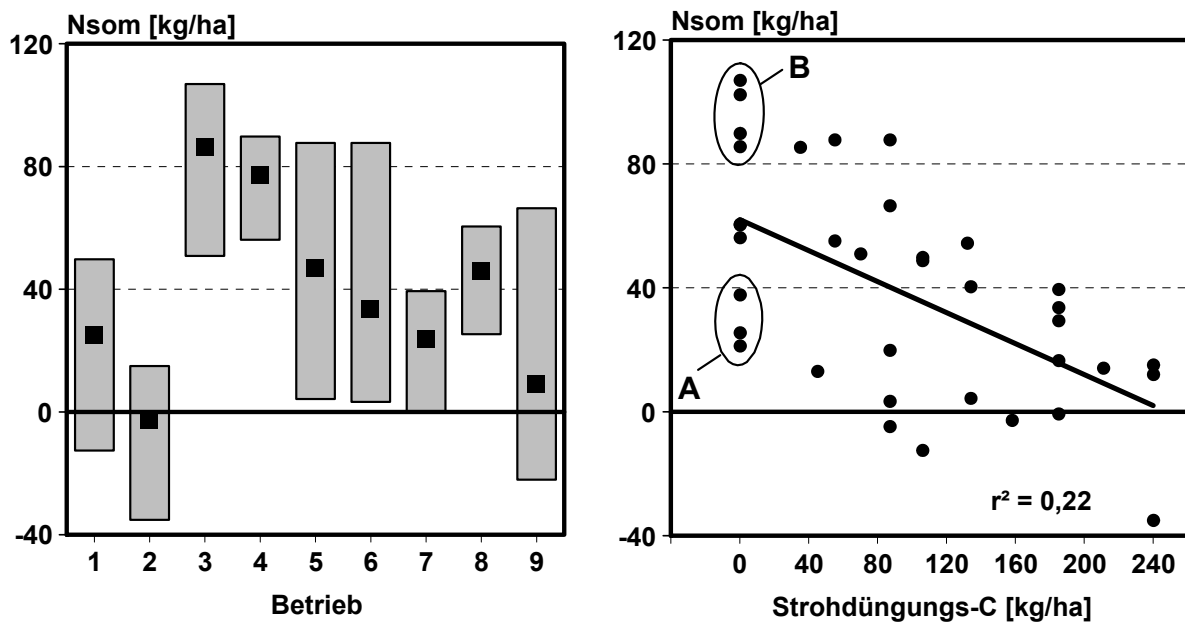 Nsom [kg/ha]
120
80
40
0
-40
1 2 3 4 5 6 7 8 9
Betrieb
Nsom [kg/ha]
120
B
80
40
A
0
r² = 0,22
-40
0 40 80 120 160 200 240
Strohdüngungs-C [kg/ha]